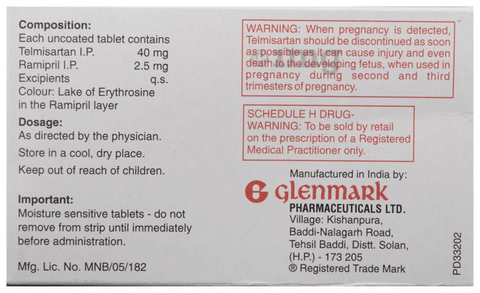 Composition:
Each uncoated tablet contains
Telmisartan I.P. 40 mg
Ramipril I.P. 2.5 mg
Excipients q.s.
Colour: Lake of Erythrosine
in the Ramipril layer
Dosage:
As directed by the physician.
Store in a cool, dry place.
Keep out of reach of children.
Important:
Moisture sensitive tablets - do not
remove from strip until immediately
before administration.
Mfg. Lic. No. MNB/05/182
WARNING: When pregnancy is detected,
Telmisartan should be discontinued as soon
as possible as it can cause injury and even
death to the developing fetus, when used in
pregnancy during second and third
trimesters of pregnancy.
SCHEDULE H DRUG-
WARNING: To be sold by retail
on the prescription of a Registered
Medical Practitioner only.
Manufactured in India by:
glenmark
PHARMACEUTICALS LTD.
Village: Kishanpura,
Baddi-Nalagarh Road,
Tehsil Baddi, Distt. Solan,
(H.P.) - 173 205
® Registered Trade Mark
PD33202